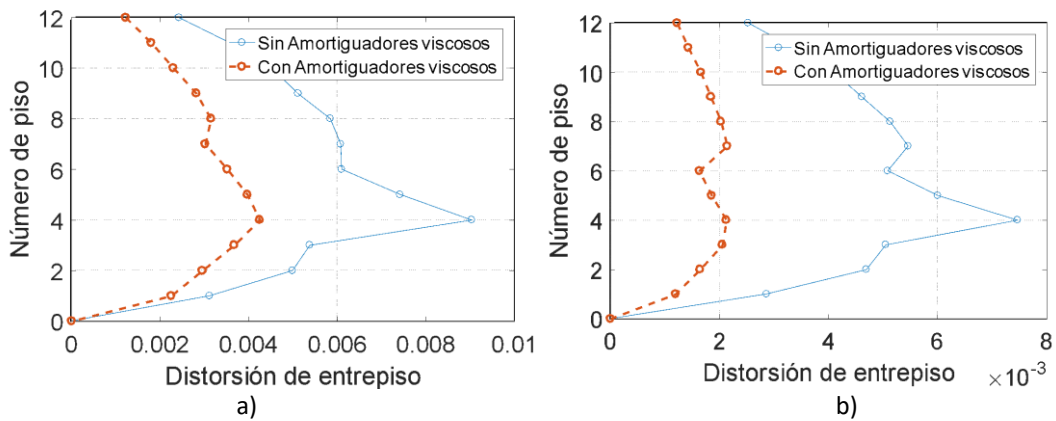 12
10
8
6
4
2
0
Número de piso
Sin Amortiguadores viscosos
Con Amortiguadores viscosos
0
0.002
0.004
0.006
0.008
0.01
Distorsión de entrepiso
a)
12
10
8
6
4
2
0
Número de piso
Sin Amortiguadores viscosos
Con Amortiguadores viscosos
0
2
4
6
8
Distorsión de entrepiso
×10⁻³
b)